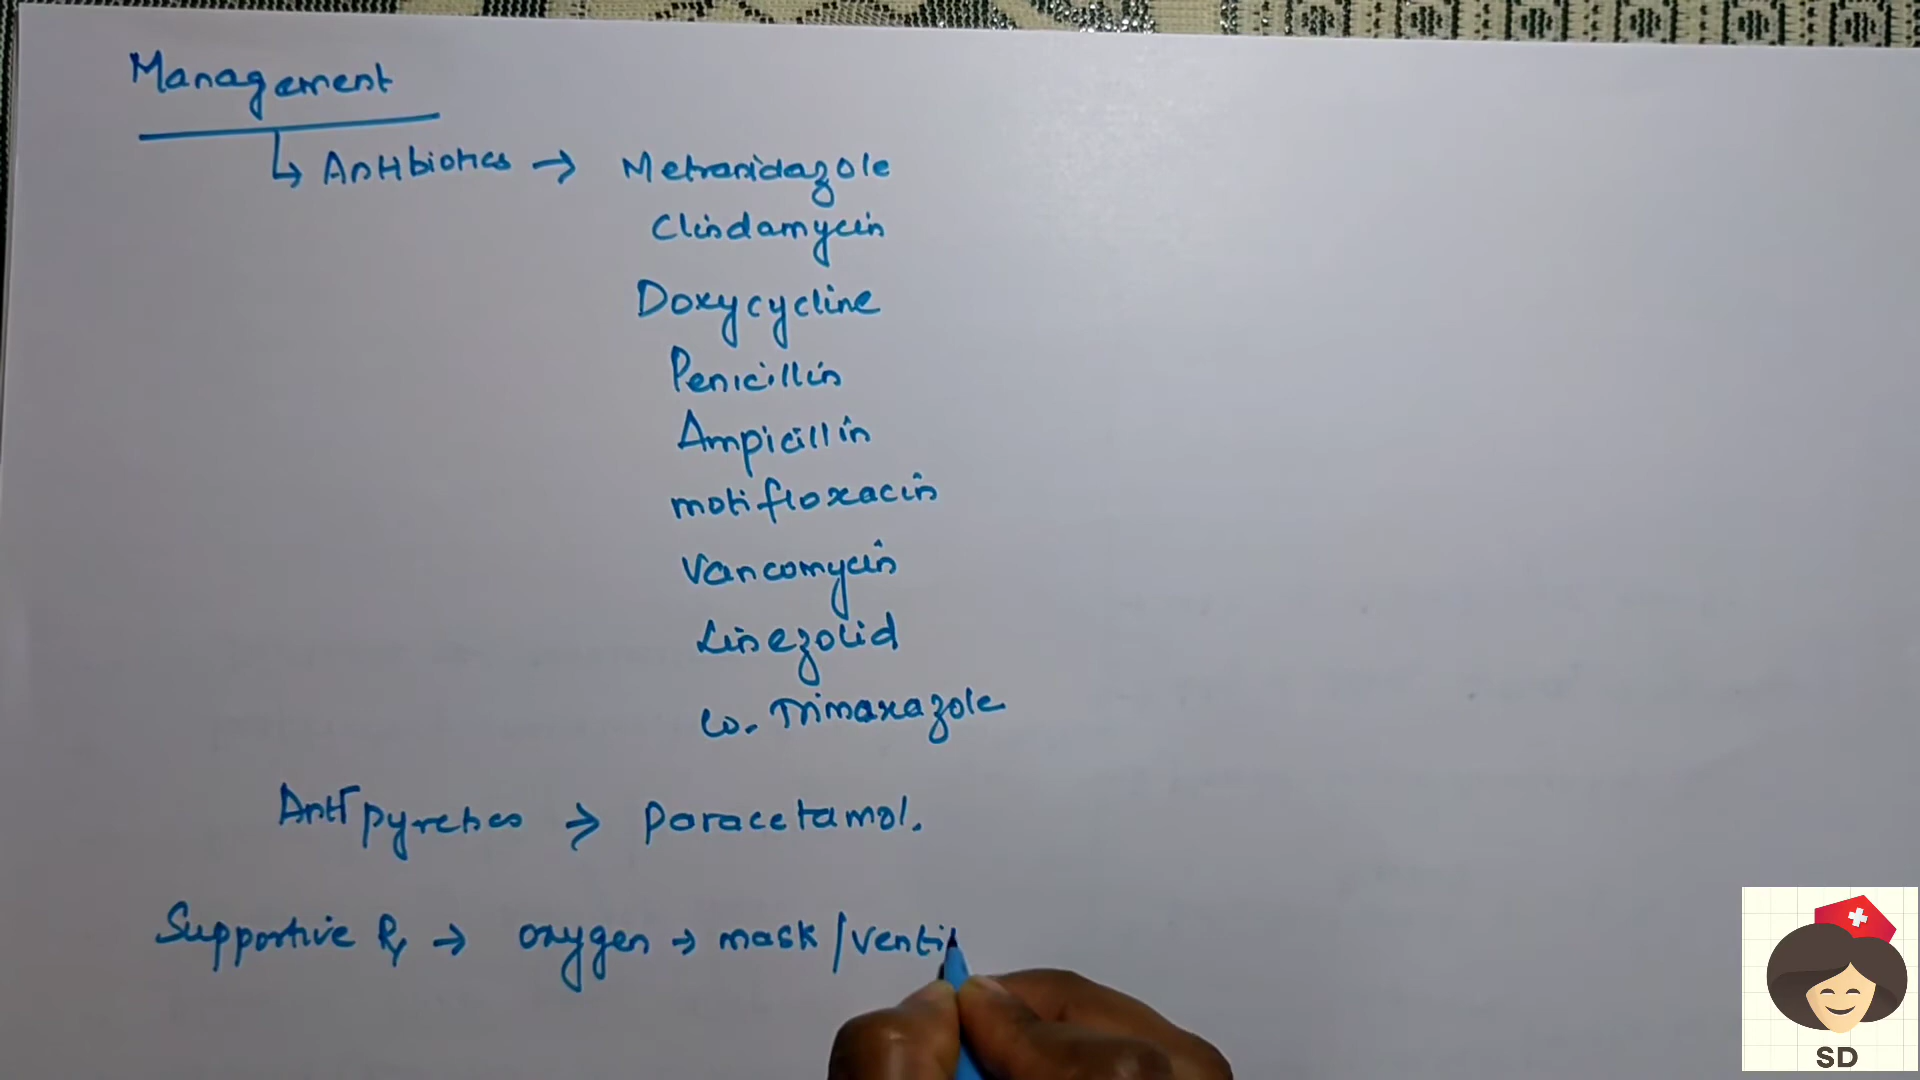 Management
↳ Antibiotics → Metronidazole
Clindamycin
Doxycycline
Penicillin
Ampicillin
motifloxacin
Vancomycin
Linezolid
Co. Trimoxazole
Antipyretics → paracetamol.
Supportive Rx → oxygen → mask/venti
SD